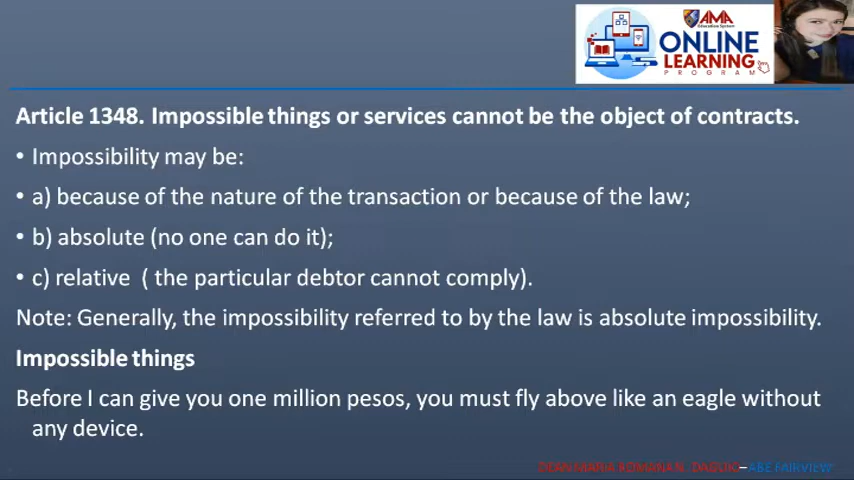 AMA
Education System
ONLINE
LEARNING
PROGRAM
Article 1348. Impossible things or services cannot be the object of contracts.
• Impossibility may be:
• a) because of the nature of the transaction or because of the law;
• b) absolute (no one can do it);
• c) relative ( the particular debtor cannot comply).
Note: Generally, the impossibility referred to by the law is absolute impossibility.
Impossible things
Before I can give you one million pesos, you must fly above like an eagle without
any device.
DEAN MARIA ROMANA N. –ABE FAIRVIEW